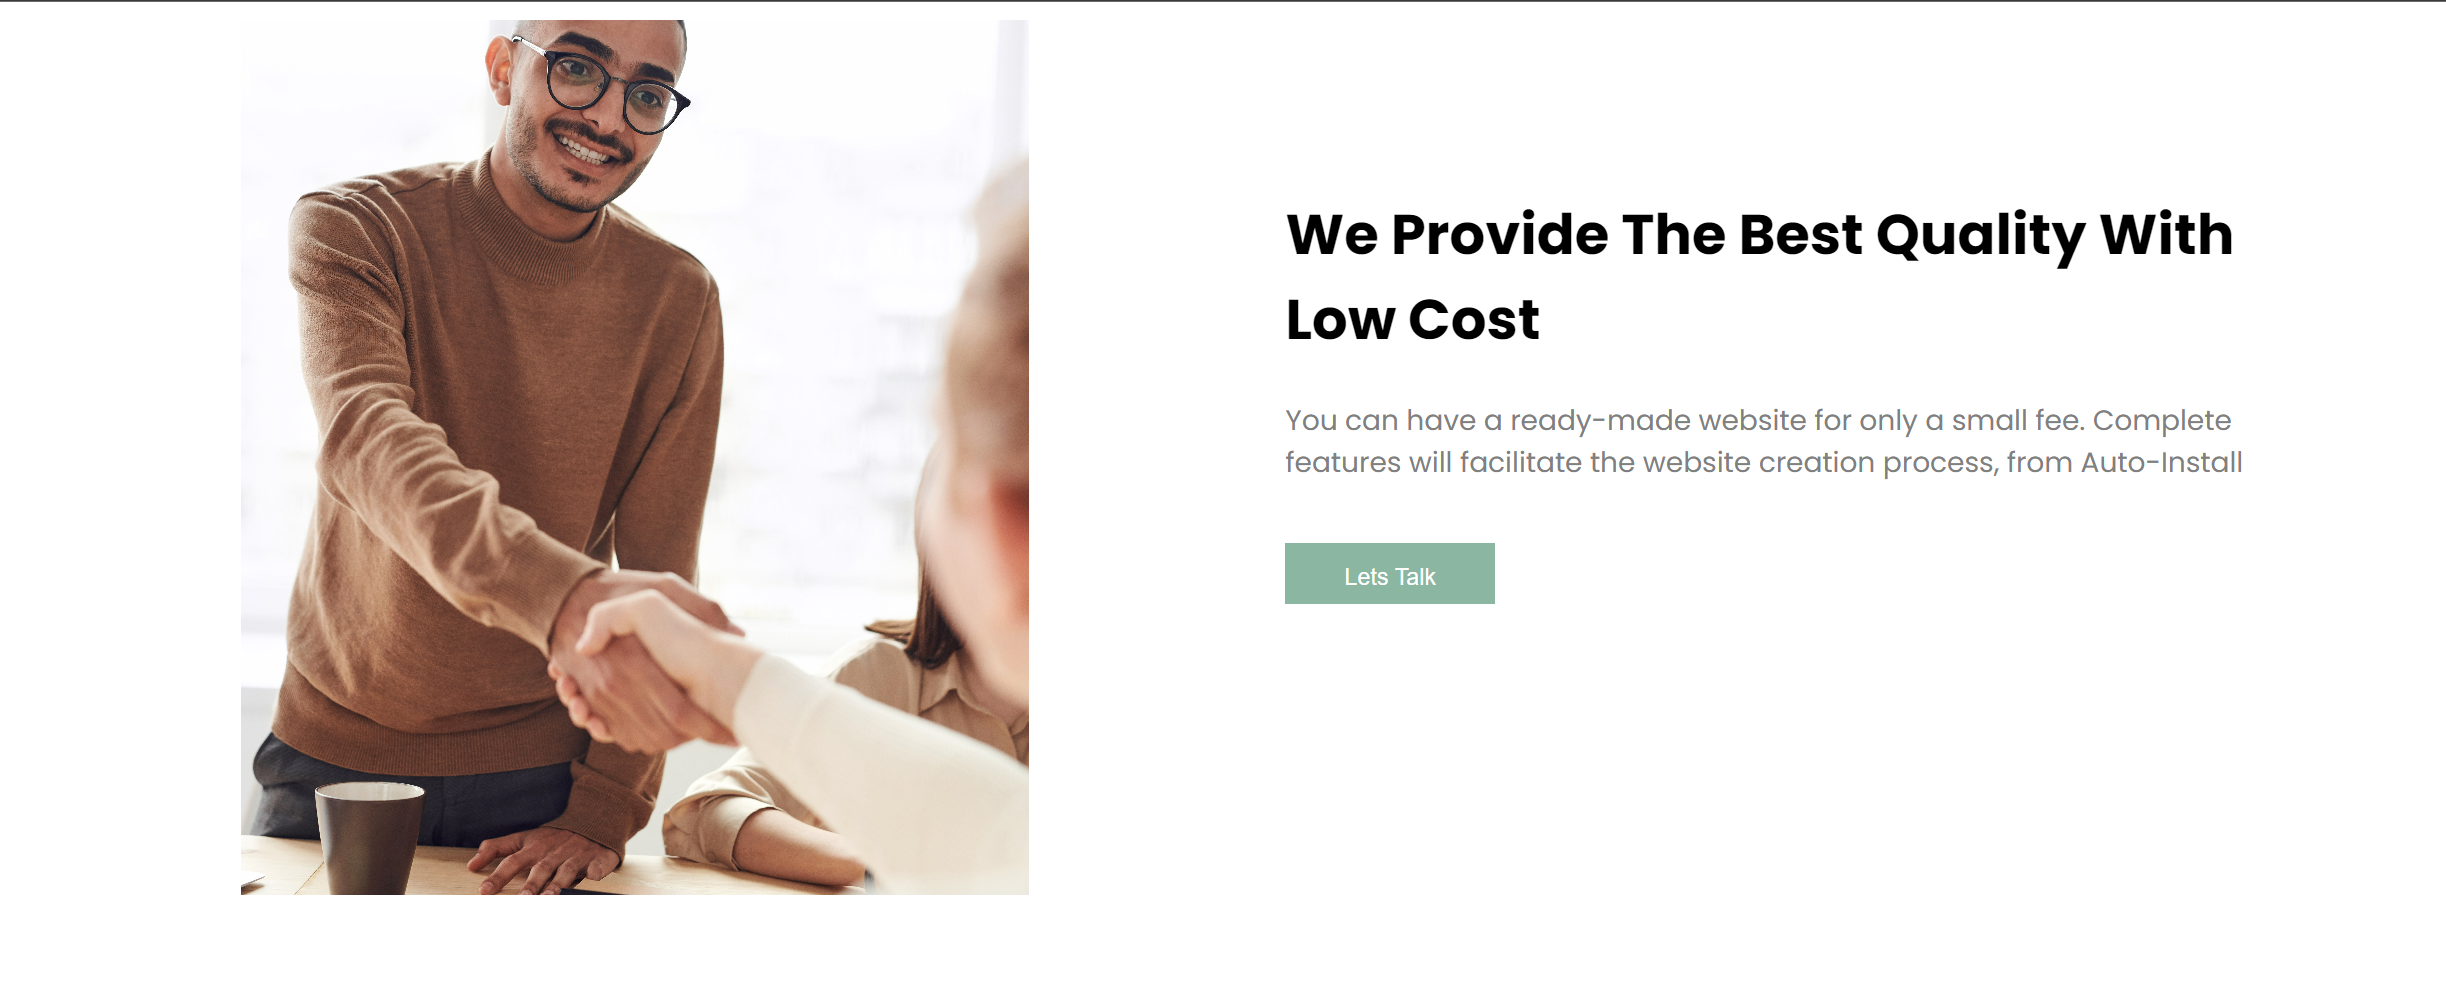 We Provide The Best Quality With
Low Cost
You can have a ready-made website for only a small fee. Complete
features will facilitate the website creation process, from Auto-Install
Lets Talk